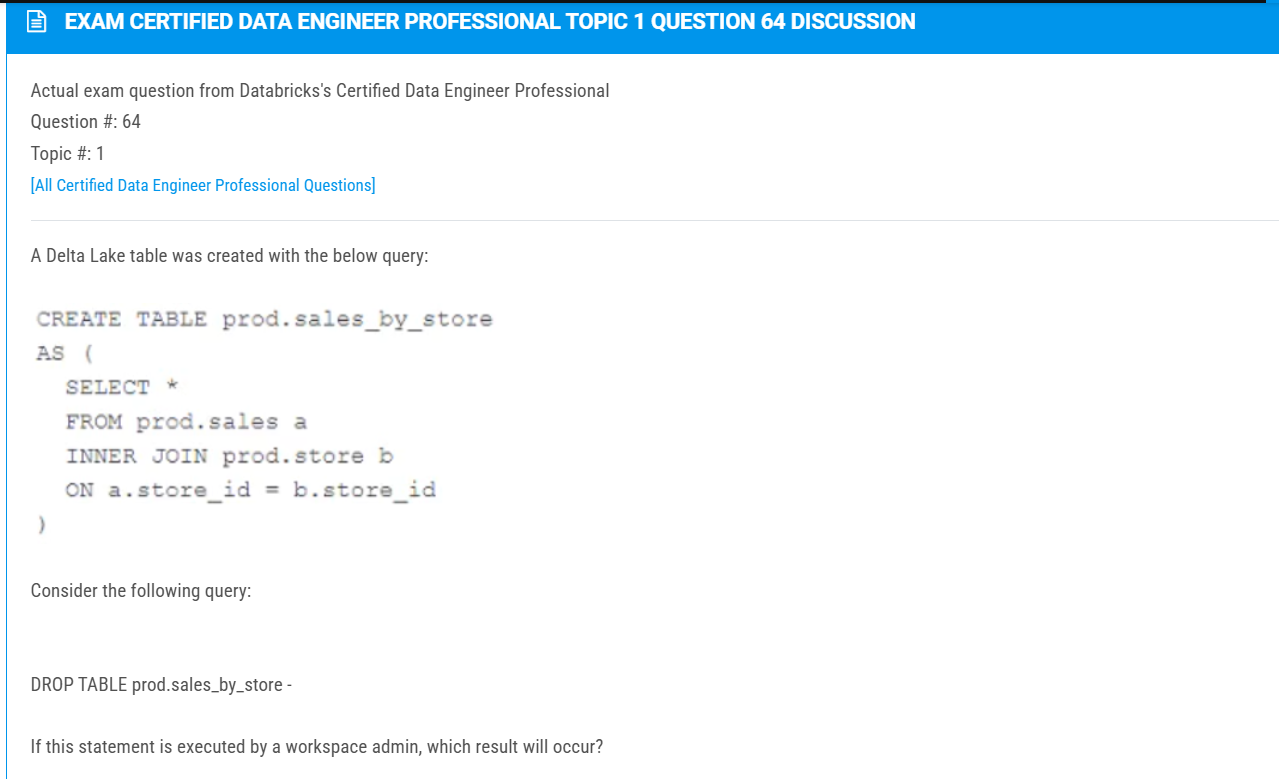 EXAM CERTIFIED DATA ENGINEER PROFESSIONAL TOPIC 1 QUESTION 64 DISCUSSION
Actual exam question from Databricks's Certified Data Engineer Professional
Question #: 64
Topic #: 1
[All Certified Data Engineer Professional Questions]
A Delta Lake table was created with the below query:
CREATE TABLE prod.sales_by_store
AS (
SELECT *
FROM prod.sales a
INNER JOIN prod.store b
ON a.store_id = b.store_id
)
Consider the following query:
DROP TABLE prod.sales_by_store -
If this statement is executed by a workspace admin, which result will occur?